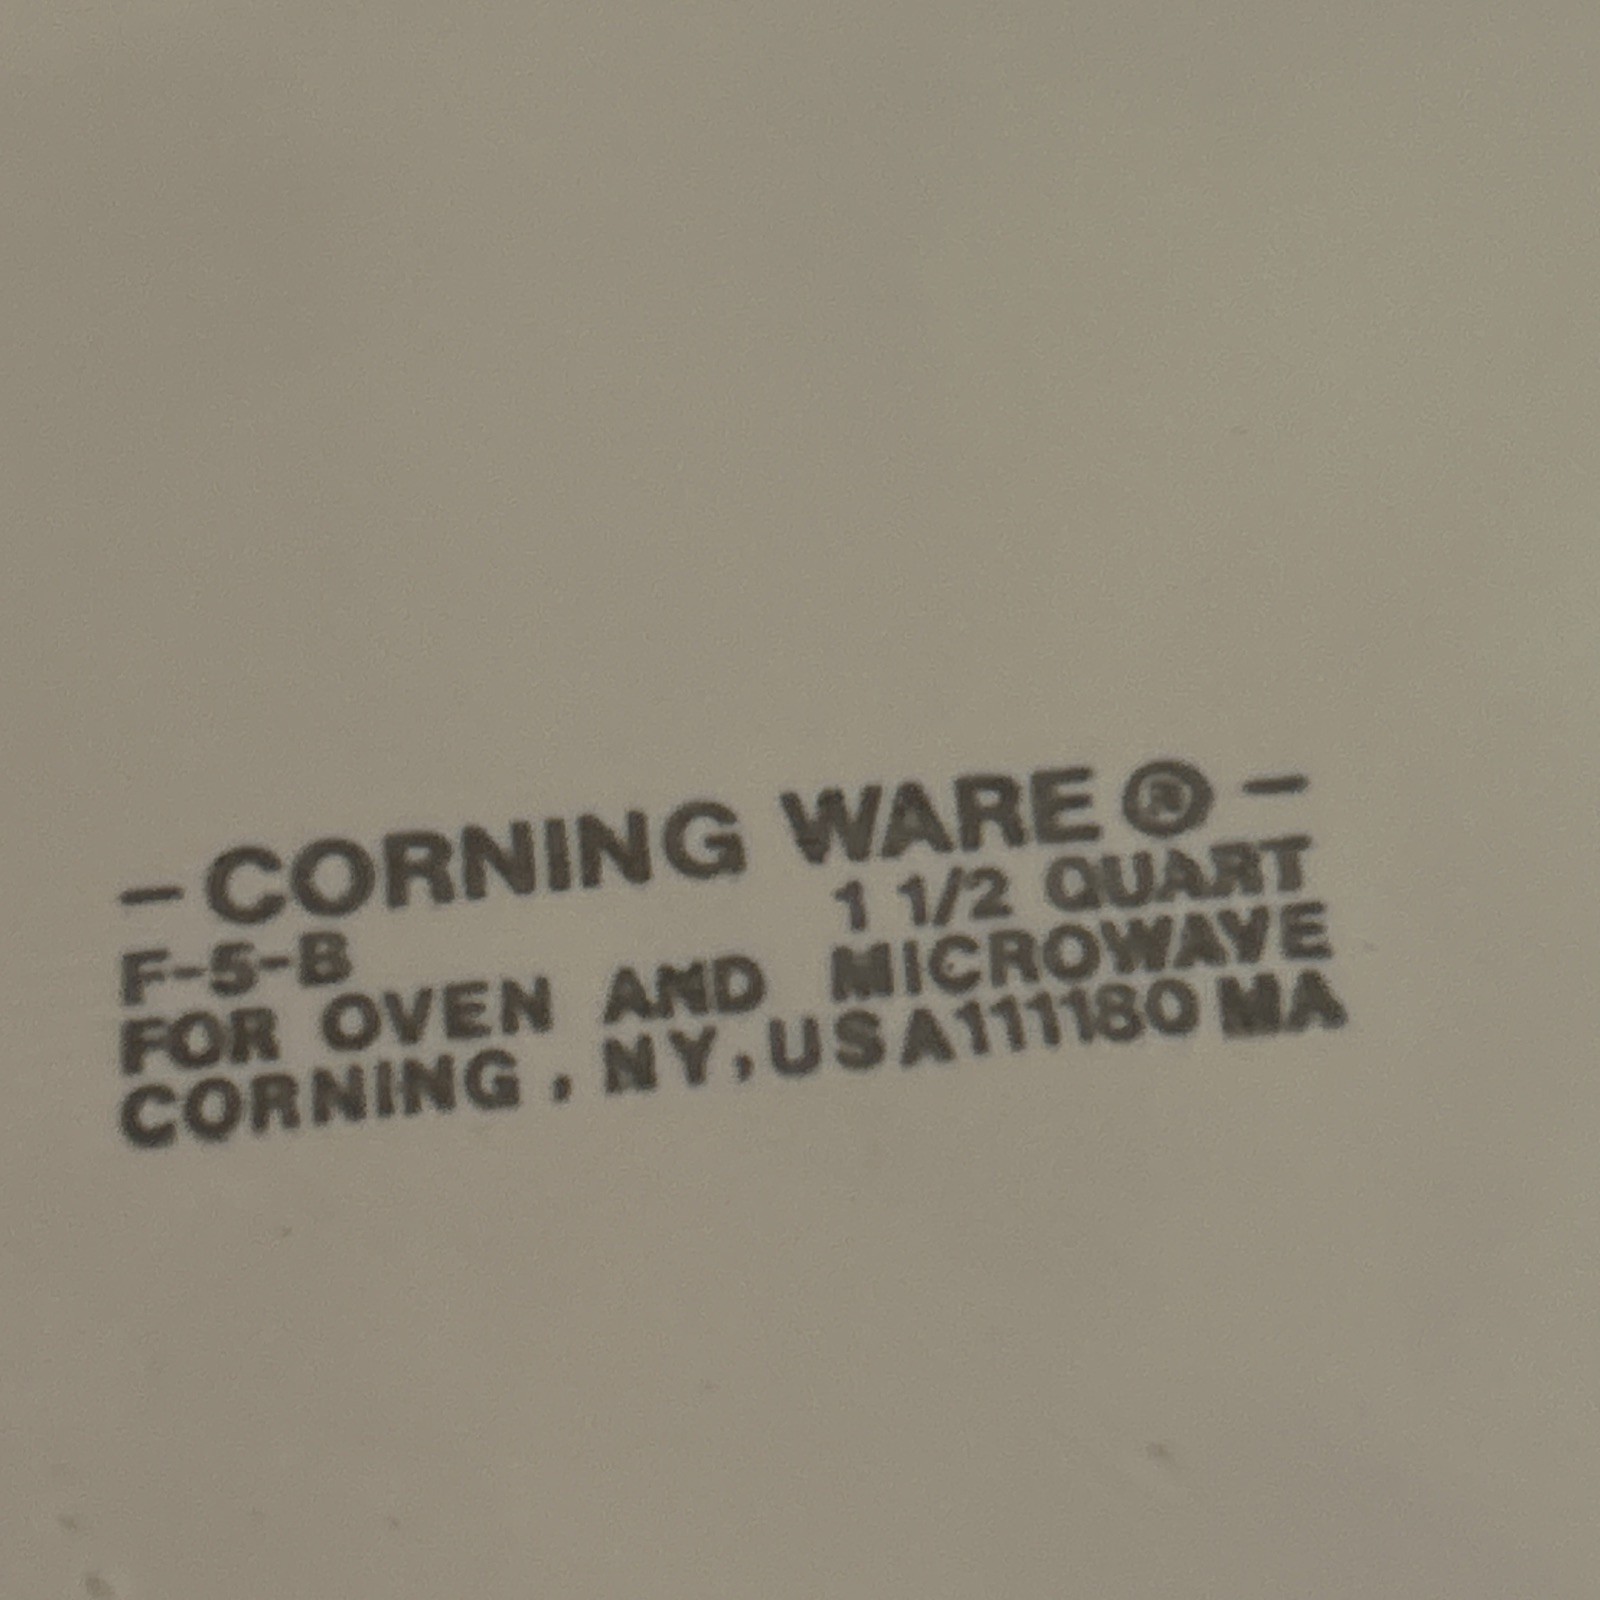 -CORNING WARE®-
1 1/2 QUART
F-5-B
FOR OVEN AND MICROWAVE
CORNING, NY, USA111180 MA